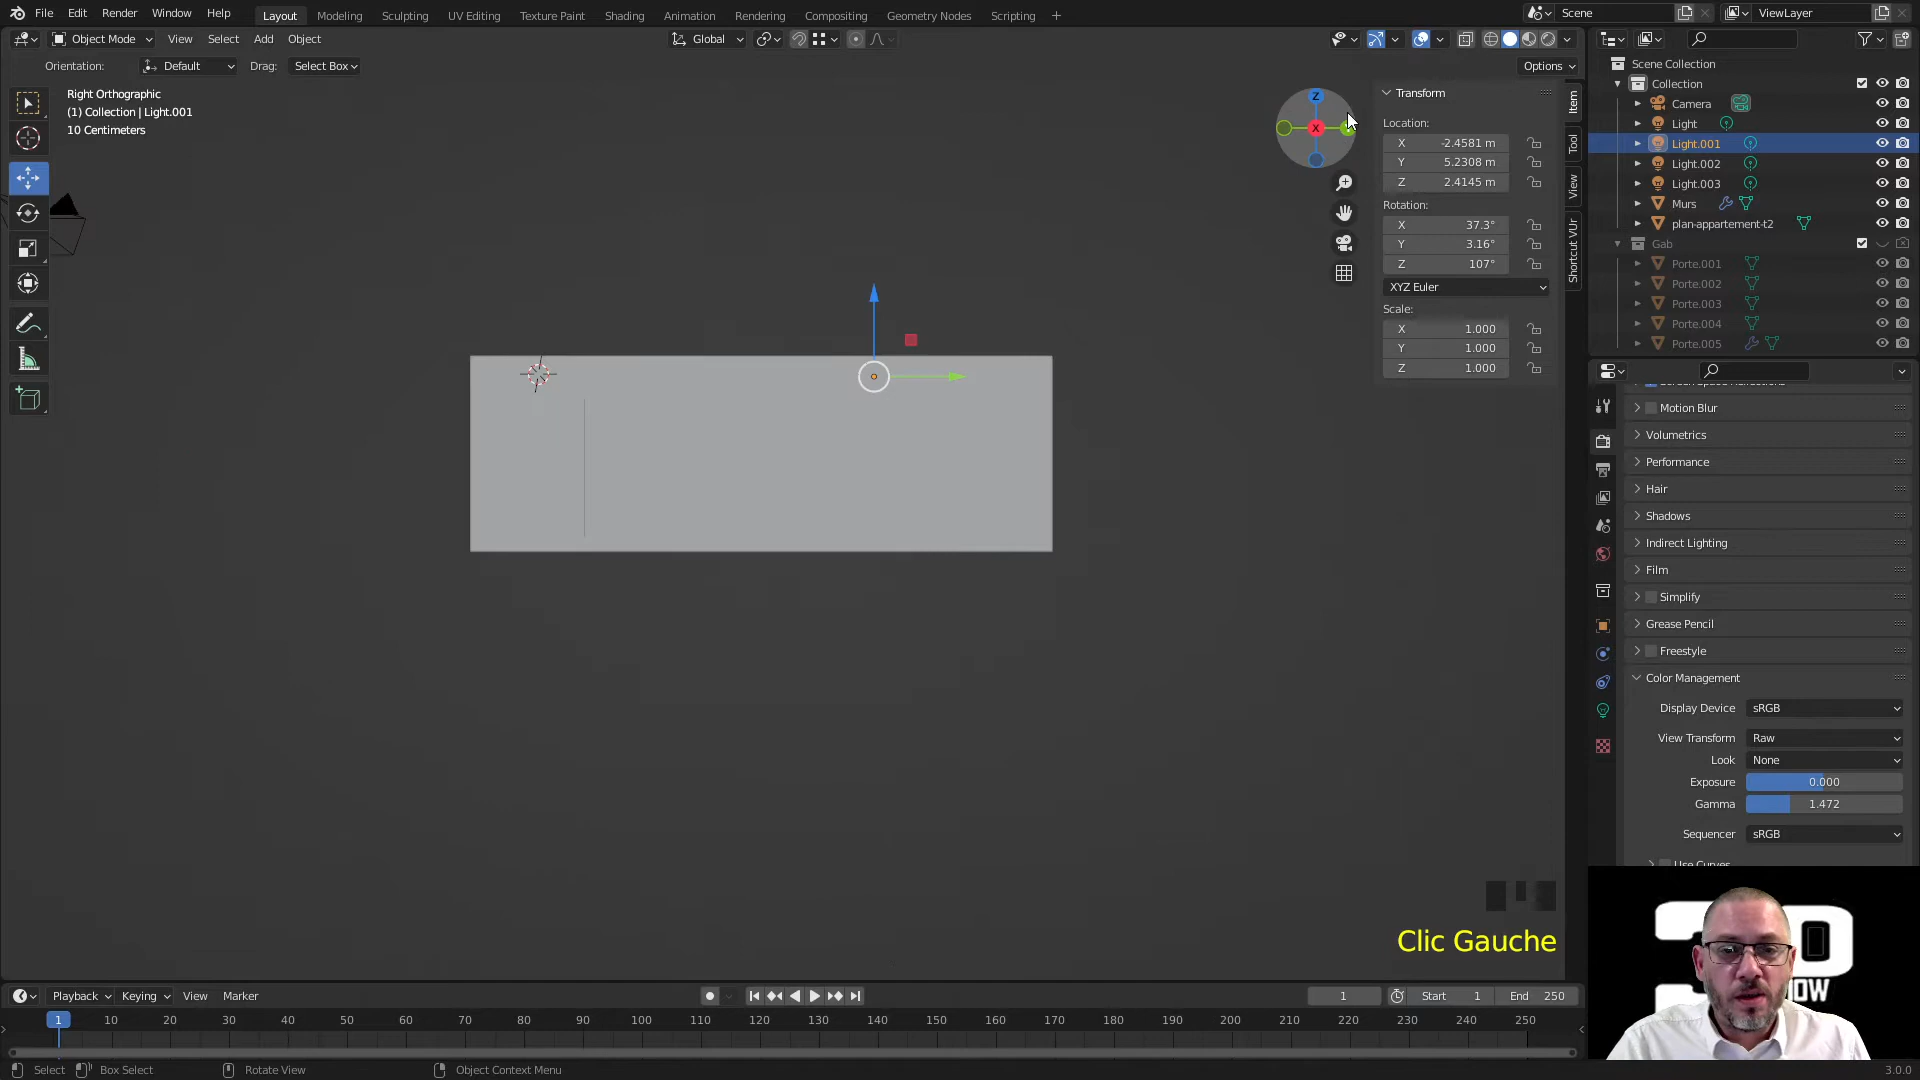 File Edit Render Window Help Layout Modeling Sculpting UV Editing Texture Paint Shading Animation Rendering Compositing Geometry Nodes Scripting + Scene ViewLayer
Object Mode View Select Add Object Global
Orientation: Default Drag: Select Box Options
Right Orthographic
(1) Collection | Light.001
10 Centimeters
Z
X
Transform
Location:
X -2.4581 m
Y 5.2308 m
Z 2.4145 m
Rotation:
X 37.3°
Y 3.16°
Z 107°
XYZ Euler
Scale:
X 1.000
Y 1.000
Z 1.000
Item
Tool
View
Shortcut VUr
Scene Collection
Collection
Camera
Light
Light.001
Light.002
Light.003
Murs
plan-appartement-t2
Gab
Porte.001
Porte.002
Porte.003
Porte.004
Porte.005
Motion Blur
Volumetrics
Performance
Hair
Shadows
Indirect Lighting
Film
Simplify
Grease Pencil
Freestyle
Color Management
Display Device sRGB
View Transform Raw
Look None
Exposure 0.000
Gamma 1.472
Sequencer sRGB
Use Curves
Clic Gauche
Playback Keying View Marker 1 Start 1 End 250
1 10 20 30 40 50 60 70 80 90 100 110 120 130 140 150 160 170 180 190 200 210 220 230 240 250
Select Box Select Rotate View Object Context Menu 3.0.0